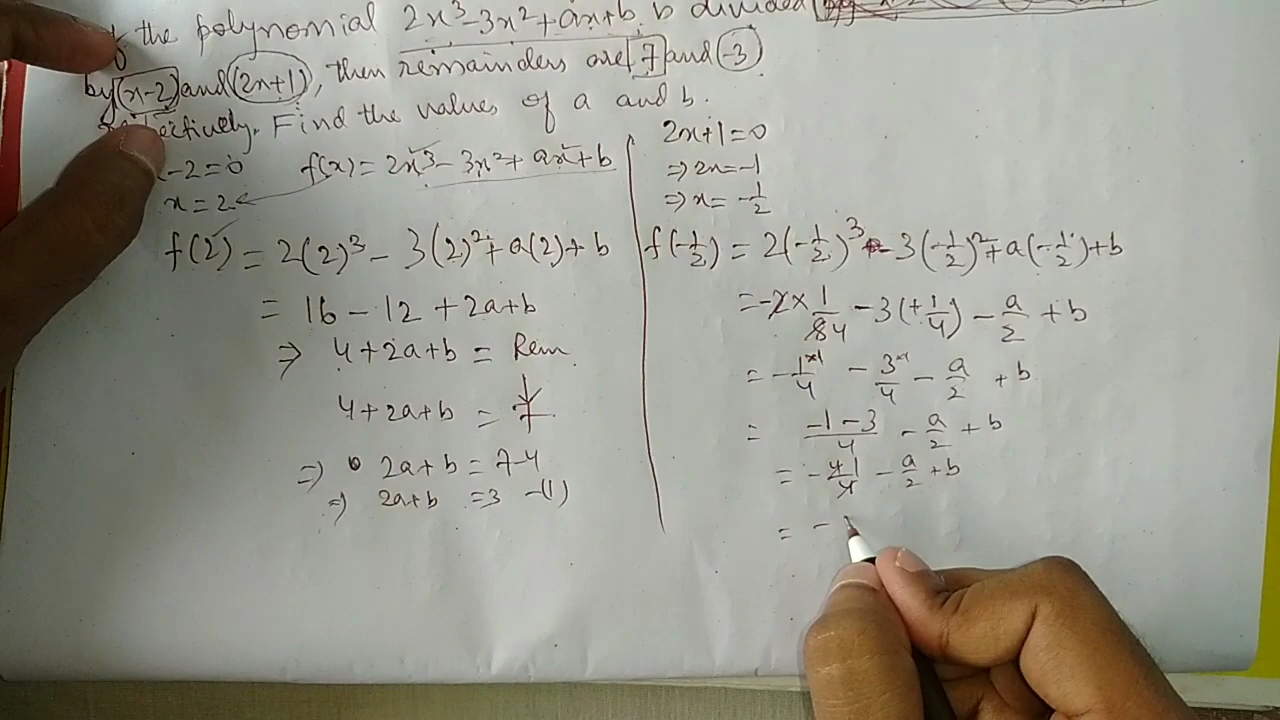 the polynomial 2x³-3x²+ax+b, b divided
by (x-2) and (2x+1), then remainders are 7 and -3
respectively. Find the values of a and b.
x-2=0 f(x) = 2x³ - 3x² + ax + b
x = 2
f(2) = 2(2)³ - 3(2)² + a(2) + b
= 16 - 12 + 2a+b
⇒ 4+2a+b = Rem.
4+2a+b = 7
⇒ 2a+b = 7-4
⇒ 2a+b = 3 -(1)
2x+1=0
⇒ 2x=-1
⇒ x= -1/2
f(-1/2) = 2(-1/2)³ - 3(-1/2)² + a(-1/2) + b
= -2 × 1/84 - 3(+1/4) - a/2 + b
= -1×1/4 - 3×1/4 - a/2 + b
= -1-3/4 - a/2 + b
= -41/4 - a/2 + b
= -